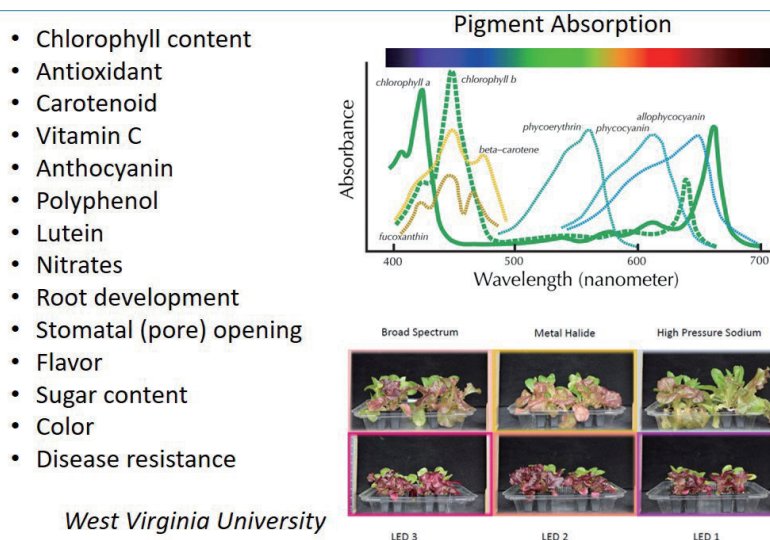 • Chlorophyll content
• Antioxidant
• Carotenoid
• Vitamin C
• Anthocyanin
• Polyphenol
• Lutein
• Nitrates
• Root development
• Stomatal (pore) opening
• Flavor
• Sugar content
• Color
• Disease resistance
West Virginia University
Pigment Absorption
chlorophyll a
chlorophyll b
beta–carotene
phycoerythrin
phycocyanin
allophycocyanin
fucoxanthin
Absorbance
400 500 600 700
Wavelength (nanometer)
Broad Spectrum Metal Halide High Pressure Sodium
LED 3 LED 2 LED 1